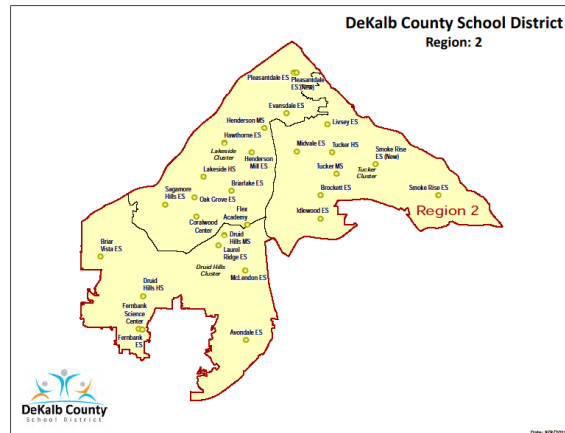 DeKalb County School District
Region: 2
Pleasantdale ES
Pleasantdale
ES (New)
Evansdale ES
Henderson MS
Livsey ES
Hawthorne ES
Lakeside
Cluster
Henderson
Mill ES
Midvale ES
Tucker HS
Smoke Rise
ES (New)
Lakeside HS
Tucker MS
Tucker
Cluster
Sagamore
Hills ES
Briarlake ES
Oak Grove ES
Brockett ES
Smoke Rise ES
Region 2
Flex
Academy
Coralwood
Center
Idlewood ES
Briar
Vista ES
Druid
Hills MS
Laurel
Ridge ES
Druid Hills
Cluster
McLendon ES
Druid
Hills HS
Fernbank
Science
Center
Fernbank
ES
Avondale ES
DeKalb County
School District